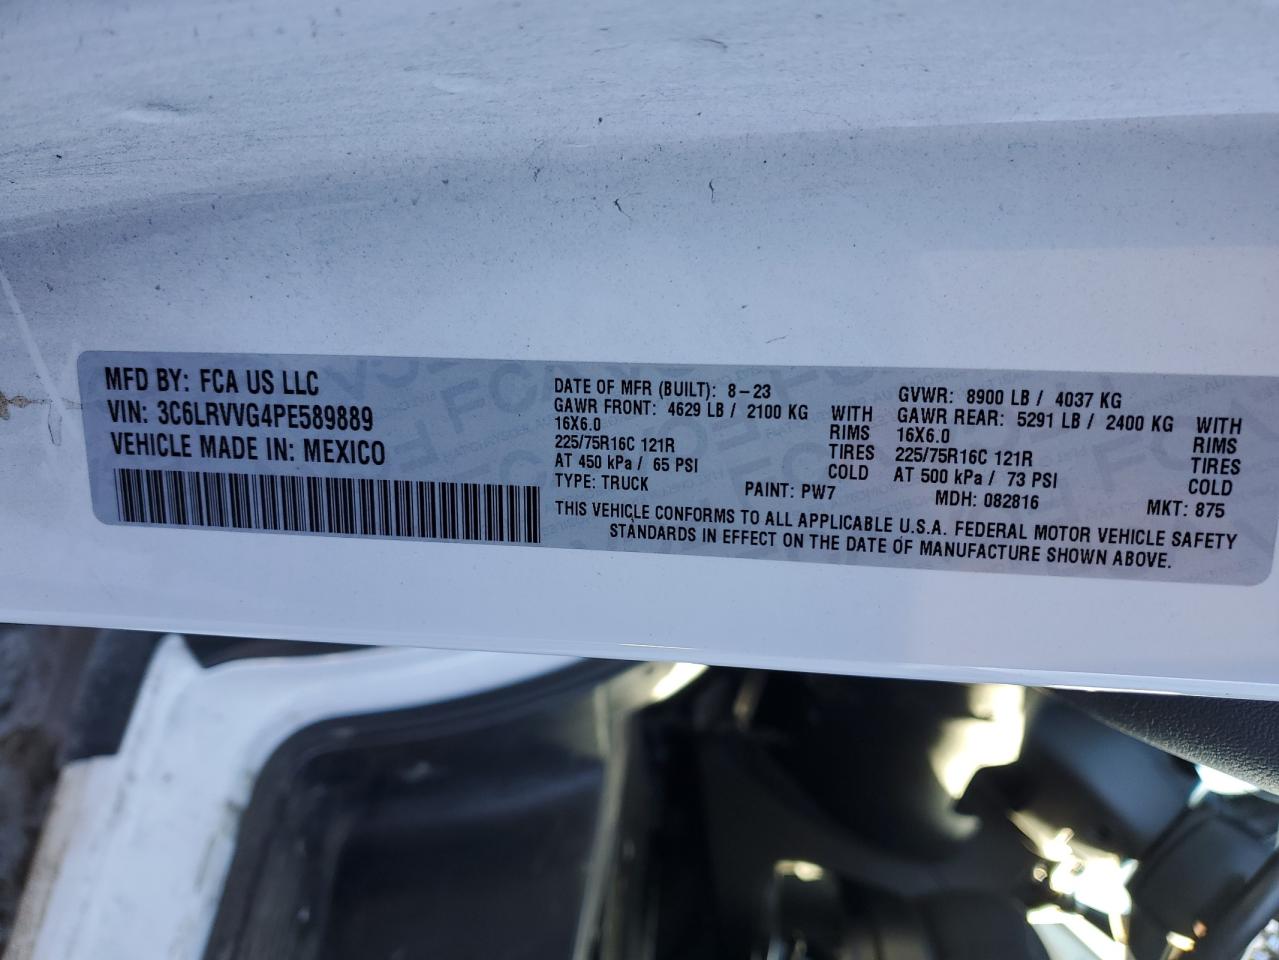 MFD BY: FCA US LLC
VIN: 3C6LRVVG4PE589889
VEHICLE MADE IN: MEXICO
DATE OF MFR (BUILT): 8-23
GAWR FRONT: 4629 LB / 2100 KG WITH
16X6.0 RIMS
225/75R16C 121R TIRES
AT 450 kPa / 65 PSI COLD
TYPE: TRUCK PAINT: PW7
GVWR: 8900 LB / 4037 KG
GAWR REAR: 5291 LB / 2400 KG WITH
16X6.0 RIMS
225/75R16C 121R TIRES
AT 500 kPa / 73 PSI COLD
MDH: 082816 MKT: 875
THIS VEHICLE CONFORMS TO ALL APPLICABLE U.S.A. FEDERAL MOTOR VEHICLE SAFETY
STANDARDS IN EFFECT ON THE DATE OF MANUFACTURE SHOWN ABOVE.